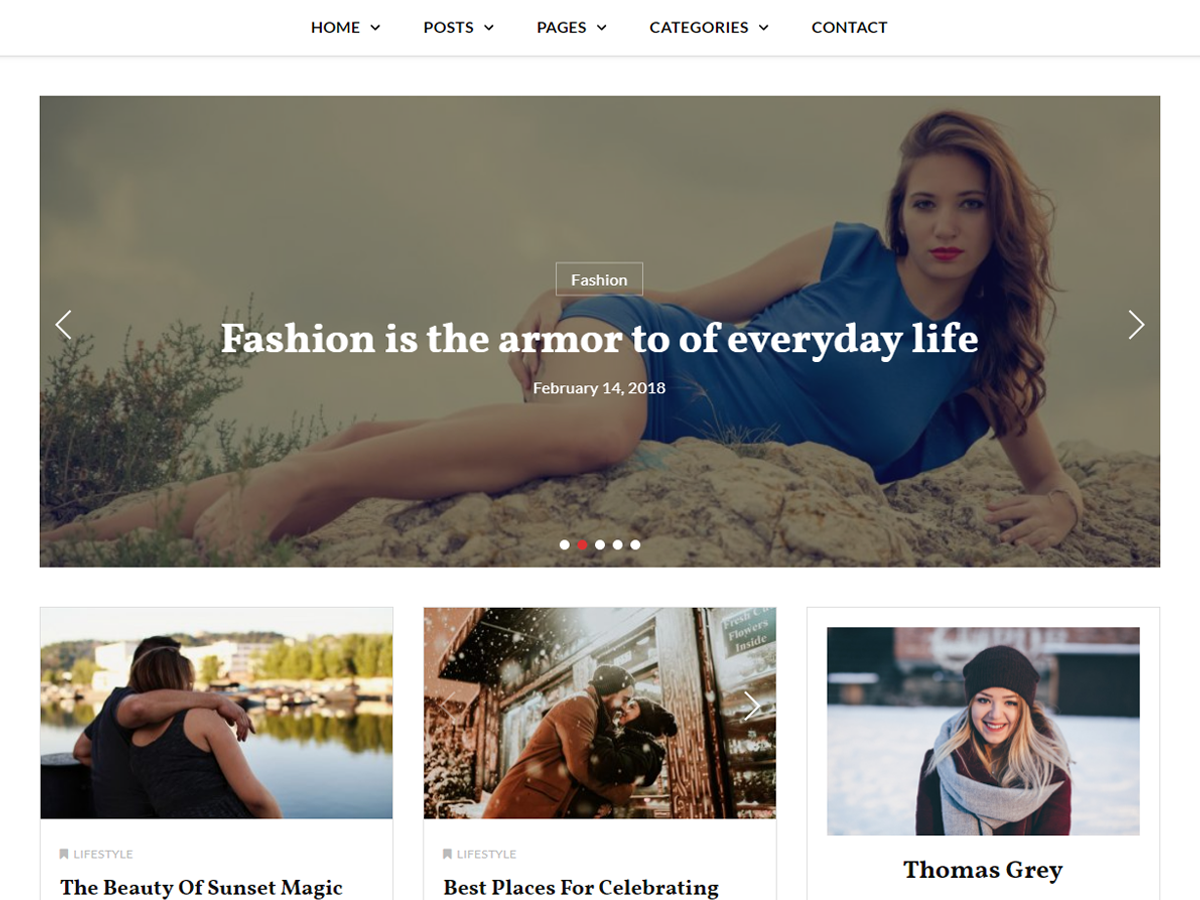 HOME POSTS PAGES CATEGORIES CONTACT
Fashion
Fashion is the armor to of everyday life
February 14, 2018
Fresh Cut
Flowers
Inside
LIFESTYLE
The Beauty Of Sunset Magic
LIFESTYLE
Best Places For Celebrating
Thomas Grey